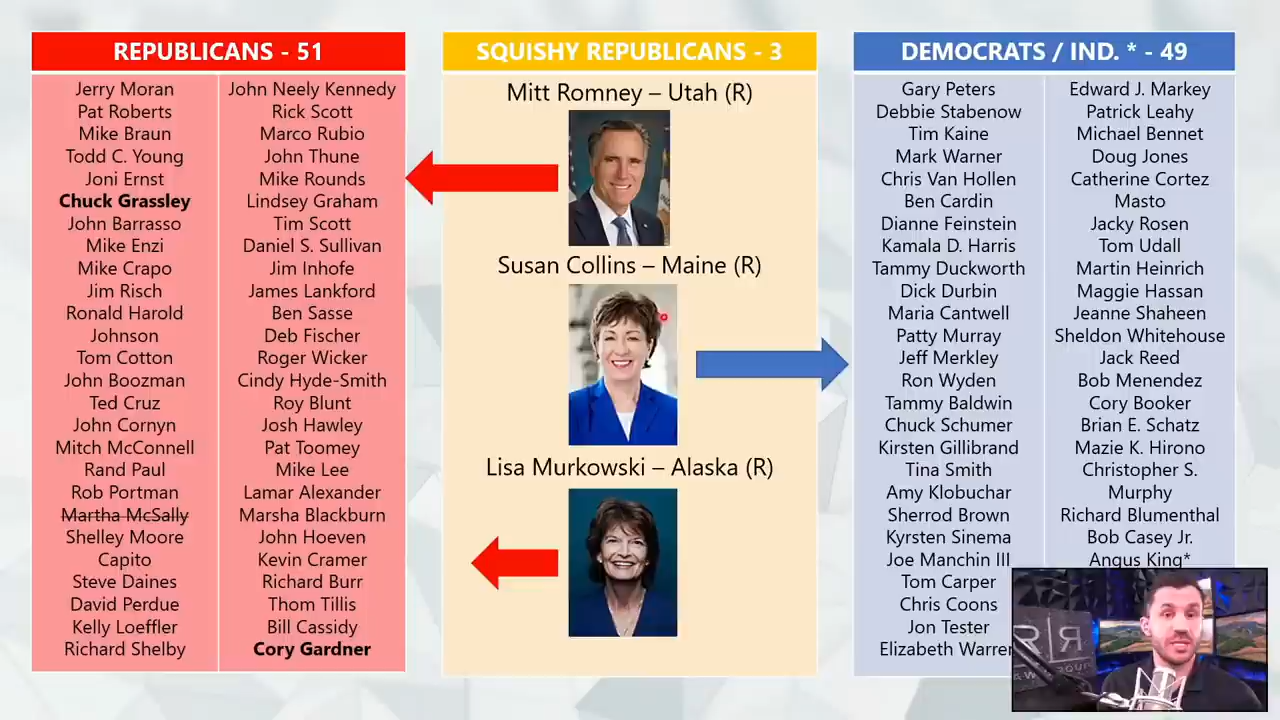 REPUBLICANS - 51
Jerry Moran
Pat Roberts
Mike Braun
Todd C. Young
Joni Ernst
Chuck Grassley
John Barrasso
Mike Enzi
Mike Crapo
Jim Risch
Ronald Harold
Johnson
Tom Cotton
John Boozman
Ted Cruz
John Cornyn
Mitch McConnell
Rand Paul
Rob Portman
Martha McSally
Shelley Moore
Capito
Steve Daines
David Perdue
Kelly Loeffler
Richard Shelby
John Neely Kennedy
Rick Scott
Marco Rubio
John Thune
Mike Rounds
Lindsey Graham
Tim Scott
Daniel S. Sullivan
Jim Inhofe
James Lankford
Ben Sasse
Deb Fischer
Roger Wicker
Cindy Hyde-Smith
Roy Blunt
Josh Hawley
Pat Toomey
Mike Lee
Lamar Alexander
Marsha Blackburn
John Hoeven
Kevin Cramer
Richard Burr
Thom Tillis
Bill Cassidy
Cory Gardner
SQUISHY REPUBLICANS - 3
Mitt Romney – Utah (R)
Susan Collins – Maine (R)
Lisa Murkowski – Alaska (R)
DEMOCRATS / IND. * - 49
Gary Peters
Debbie Stabenow
Tim Kaine
Mark Warner
Chris Van Hollen
Ben Cardin
Dianne Feinstein
Kamala D. Harris
Tammy Duckworth
Dick Durbin
Maria Cantwell
Patty Murray
Jeff Merkley
Ron Wyden
Tammy Baldwin
Chuck Schumer
Kirsten Gillibrand
Tina Smith
Amy Klobuchar
Sherrod Brown
Kyrsten Sinema
Joe Manchin III
Tom Carper
Chris Coons
Jon Tester
Elizabeth Warren
Edward J. Markey
Patrick Leahy
Michael Bennet
Doug Jones
Catherine Cortez
Masto
Jacky Rosen
Tom Udall
Martin Heinrich
Maggie Hassan
Jeanne Shaheen
Sheldon Whitehouse
Jack Reed
Bob Menendez
Cory Booker
Brian E. Schatz
Mazie K. Hirono
Christopher S.
Murphy
Richard Blumenthal
Bob Casey Jr.
Angus King*